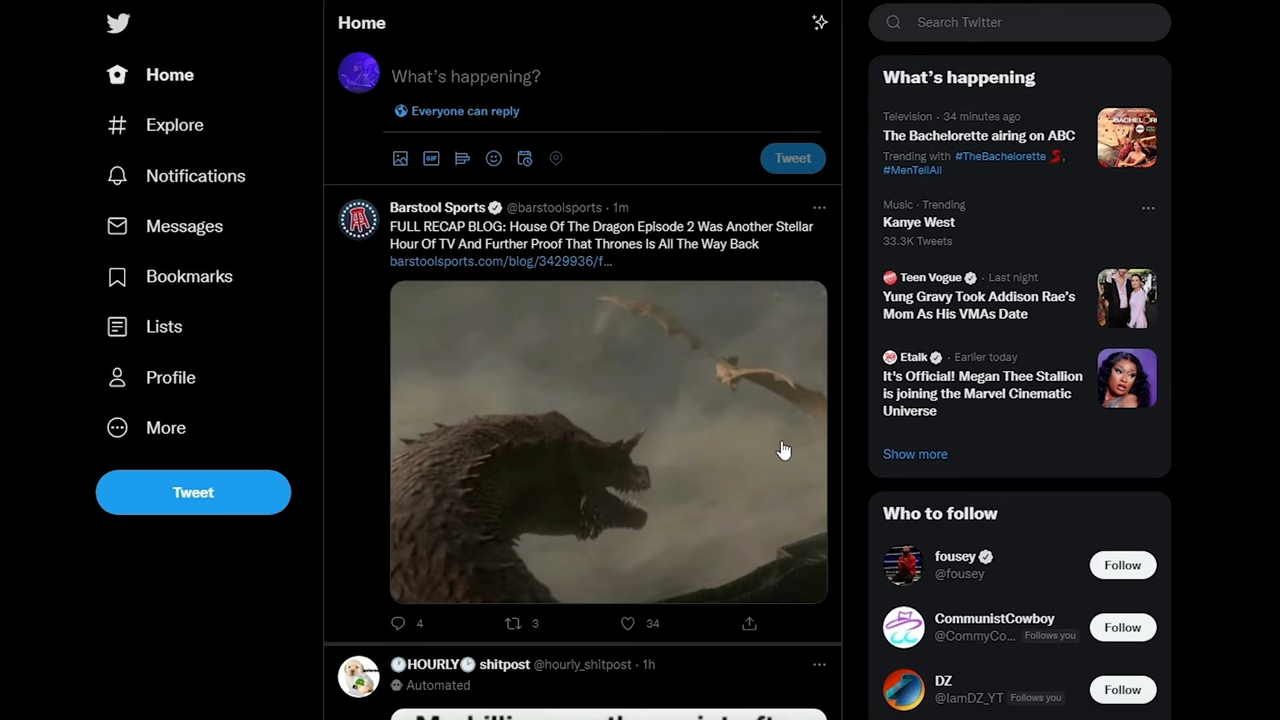 Home
Explore
Notifications
Messages
Bookmarks
Lists
Profile
More
Tweet
Home
What's happening?
Everyone can reply
GIF
Tweet
Barstool Sports @barstoolsports · 1m
FULL RECAP BLOG: House Of The Dragon Episode 2 Was Another Stellar
Hour Of TV And Further Proof That Thrones Is All The Way Back
barstoolsports.com/blog/3429936/f...
4 3 34
HOURLY shitpost @hourly_shitpost · 1h
Automated
Search Twitter
What's happening
Television · 34 minutes ago
The Bachelorette airing on ABC
Trending with #TheBachelorette ,
#MenTellAll
Music · Trending
Kanye West
33.3K Tweets
Teen Vogue · Last night
Yung Gravy Took Addison Rae's
Mom As His VMAs Date
Etalk · Earlier today
It's Official! Megan Thee Stallion
is joining the Marvel Cinematic
Universe
Show more
Who to follow
fousey
@fousey
Follow
CommunistCowboy
@CommyCo... Follows you
Follow
DZ
@IamDZ_YT Follows you
Follow